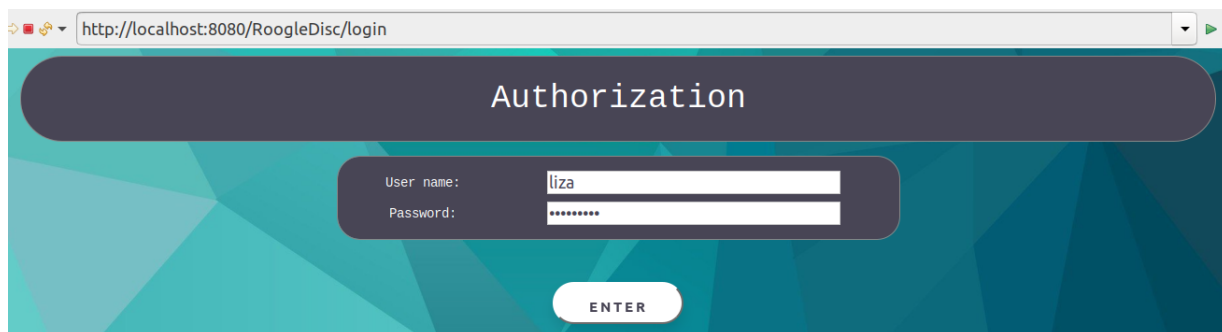 http://localhost:8080/RoogleDisc/login
Authorization
User name: liza
Password: •••••••••
ENTER